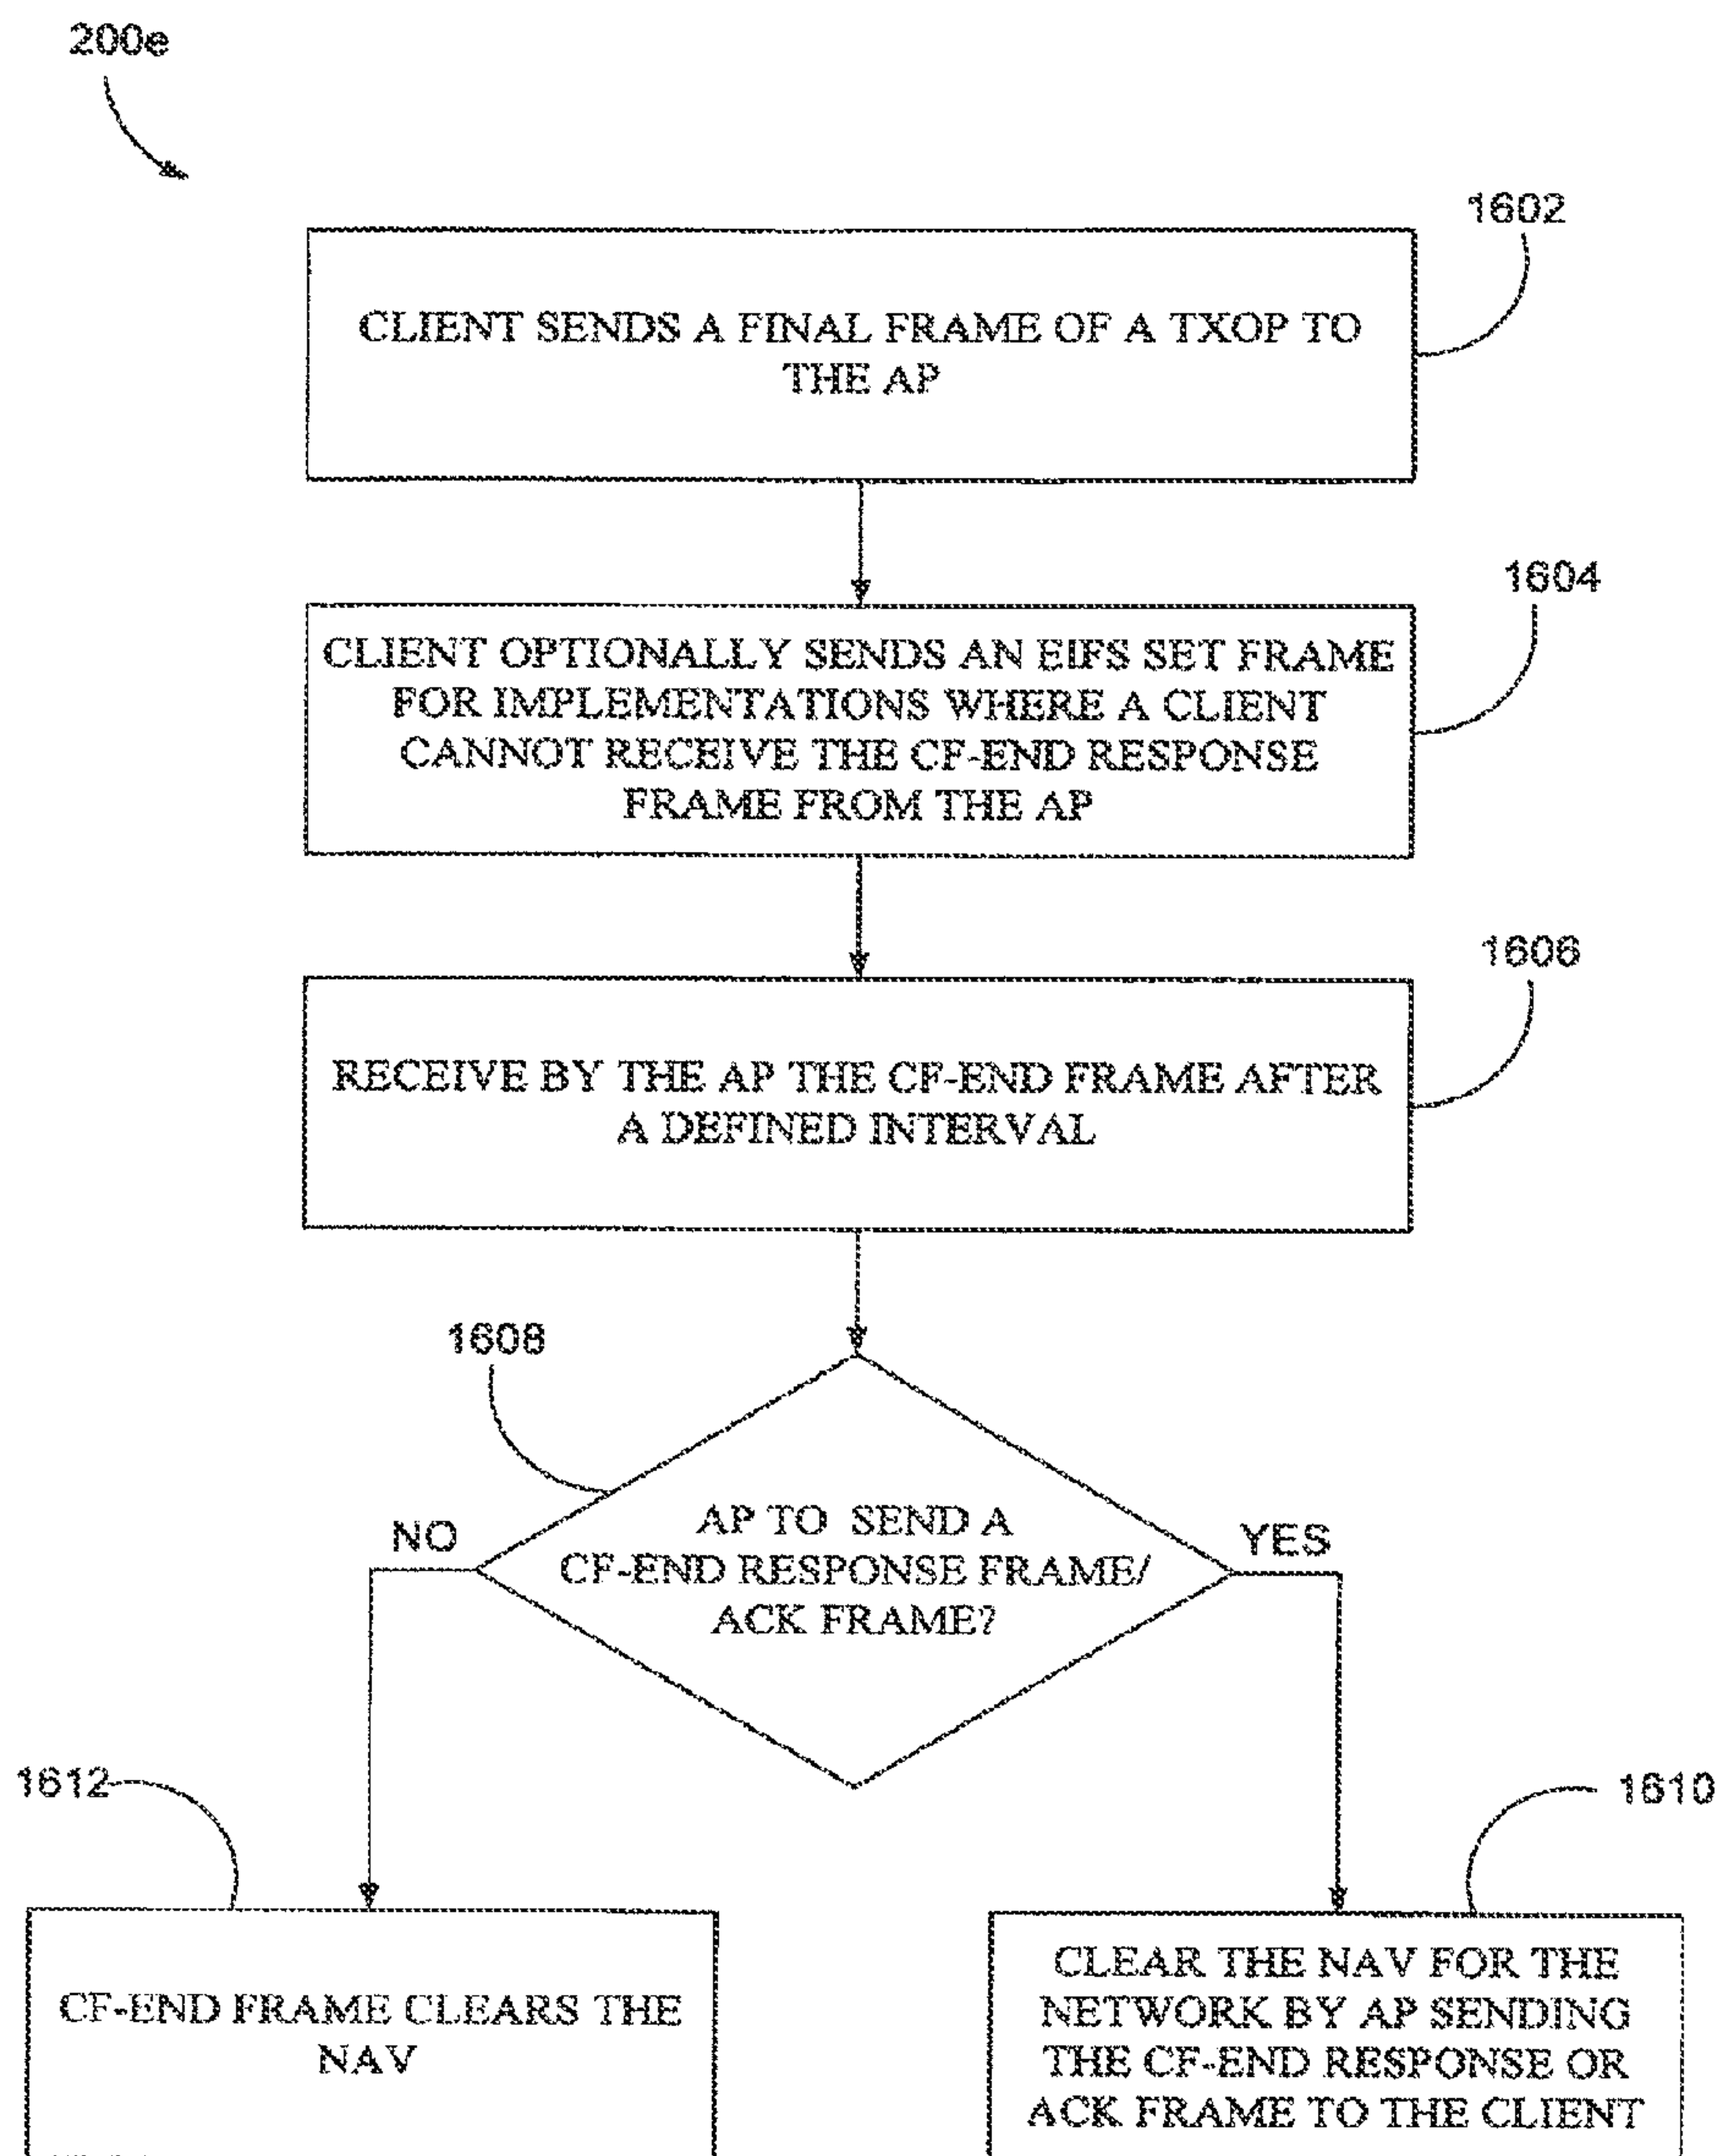 200e
1602
CLIENT SENDS A FINAL FRAME OF A TXOP TO
THE AP
1604
CLIENT OPTIONALLY SENDS AN EIFS SET FRAME
FOR IMPLEMENTATIONS WHERE A CLIENT
CANNOT RECEIVE THE CF-END RESPONSE
FRAME FROM THE AP
1606
RECEIVE BY THE AP THE CF-END FRAME AFTER
A DEFINED INTERVAL
1608
AP TO SEND A
CF-END RESPONSE FRAME/
ACK FRAME?
NO
YES
1612
1610
CF-END FRAME CLEARS THE
NAV
CLEAR THE NAV FOR THE
NETWORK BY AP SENDING
THE CF-END RESPONSE OR
ACK FRAME TO THE CLIENT